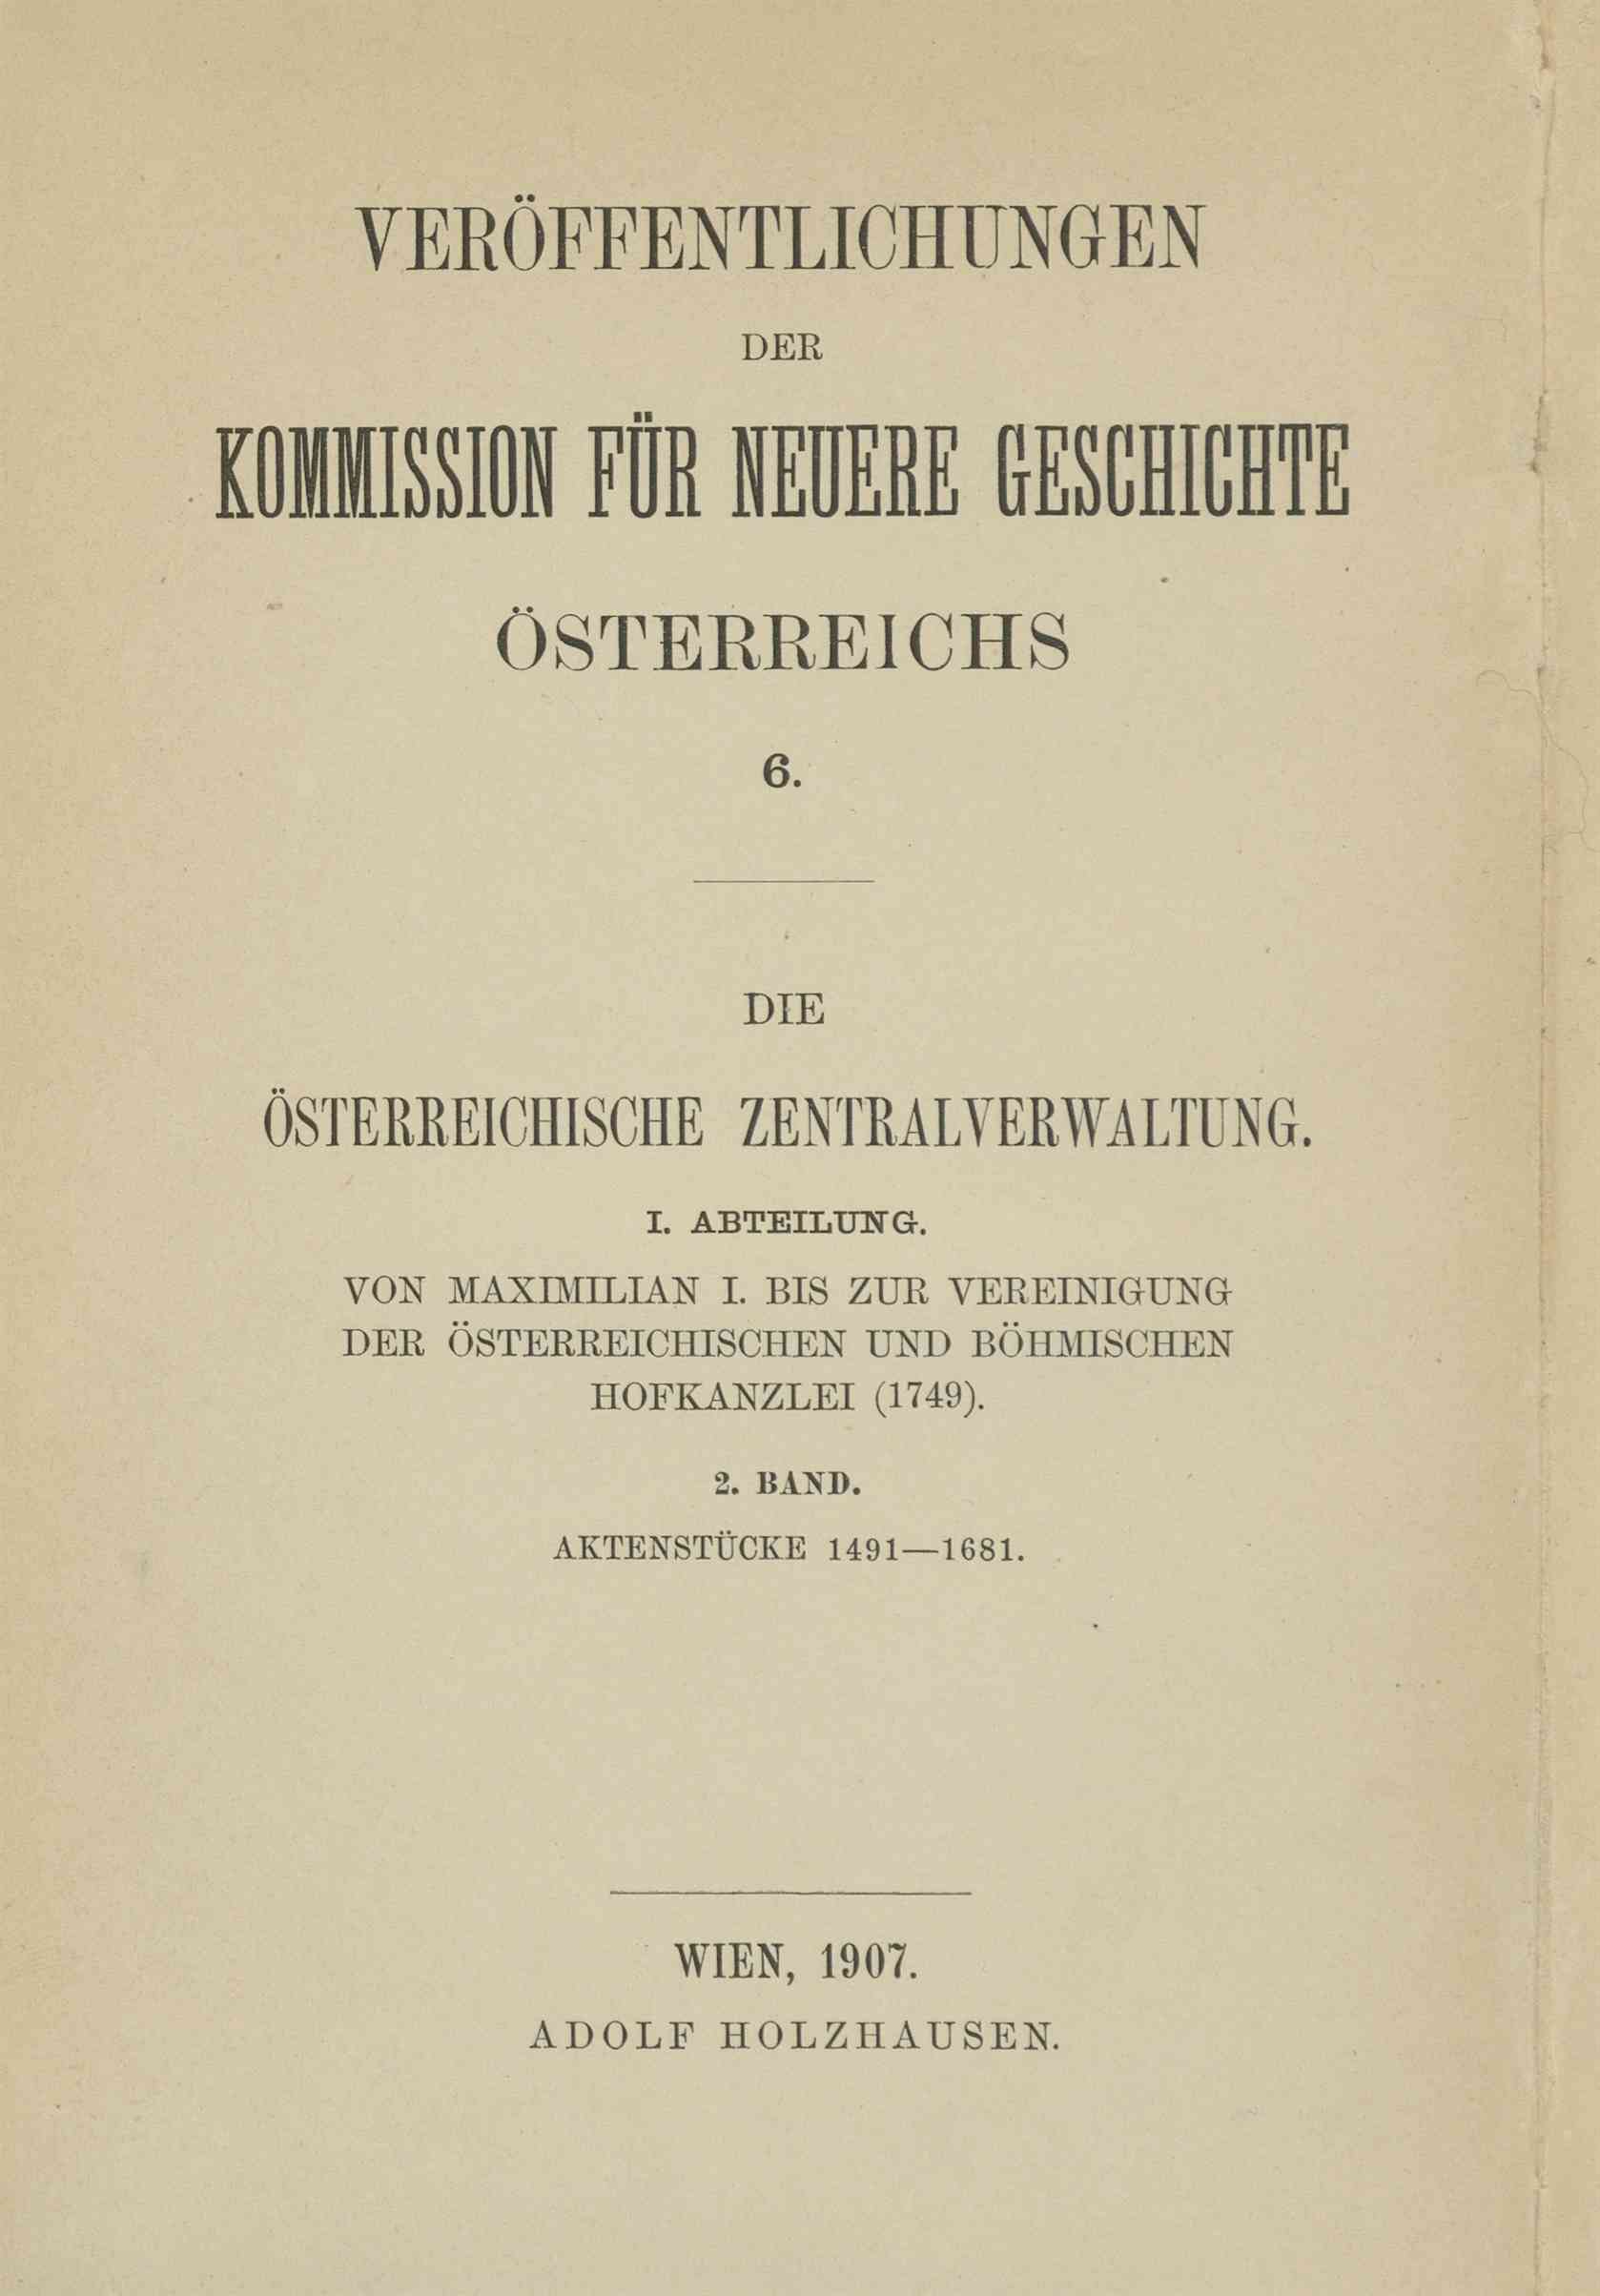 VERÖFFENTLICHUNGEN
DER
KOMMISSION FÜR NEUERE GESCHICHTE
ÖSTERREICHS
6.
DIE
ÖSTERREICHISCHE ZENTRALVERWALTUNG.
I. ABTEILUNG.
VON MAXIMILIAN I. BIS ZUR VEREINIGUNG
DER ÖSTERREICHISCHEN UND BÖHMISCHEN
HOFKANZLEI (1749).
2. BAND.
AKTENSTÜCKE 1491—1681.
WIEN, 1907.
ADOLF HOLZHAUSEN.